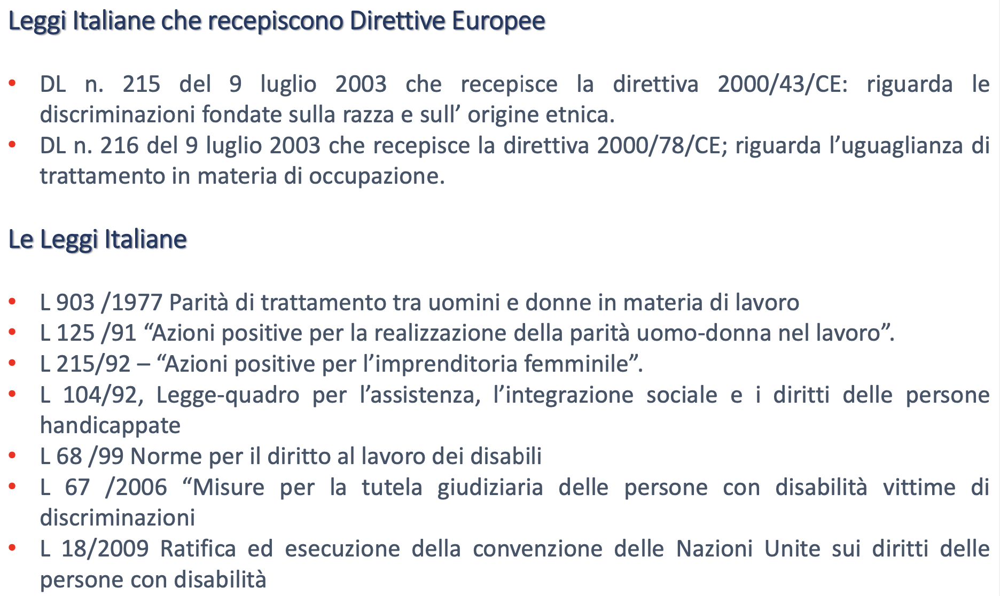 Leggi Italiane che recepiscono Direttive Europee
• DL n. 215 del 9 luglio 2003 che recepisce la direttiva 2000/43/CE: riguarda le
discriminazioni fondate sulla razza e sull’ origine etnica.
• DL n. 216 del 9 luglio 2003 che recepisce la direttiva 2000/78/CE; riguarda l’uguaglianza di
trattamento in materia di occupazione.
Le Leggi Italiane
• L 903 /1977 Parità di trattamento tra uomini e donne in materia di lavoro
• L 125 /91 “Azioni positive per la realizzazione della parità uomo-donna nel lavoro”.
• L 215/92 – “Azioni positive per l’imprenditoria femminile”.
• L 104/92, Legge-quadro per l’assistenza, l’integrazione sociale e i diritti delle persone
handicappate
• L 68 /99 Norme per il diritto al lavoro dei disabili
• L 67 /2006 “Misure per la tutela giudiziaria delle persone con disabilità vittime di
discriminazioni
• L 18/2009 Ratifica ed esecuzione della convenzione delle Nazioni Unite sui diritti delle
persone con disabilità